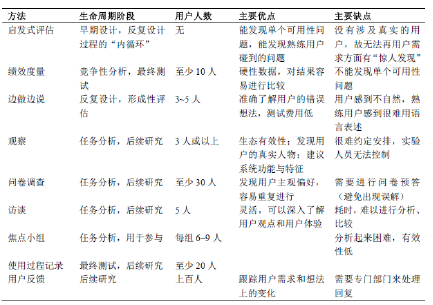 方法 生命周期阶段 用户人数 主要优点 主要缺点
启发式评估 早期设计，反复设计 无 能发现单个可用性问 没有涉及真实的用
过程的“内循环” 题，能发现熟练用户 户，故无法再用户需
碰到的问题 求方面有“惊人发现”
绩效度量 竞争性分析，最终测 至少 10 人 硬性数据，对结果容 不能发现单个可用性
试 易进行比较 问题
边做边说 反复设计，形成性评 3~5 人 准确了解用户的错误 用户感到不自然，熟
估 想法，测试费用低 练用户感到很难用语
言表述
观察 任务分析，后续研究 3 人或以上 生态有效性；发现用 很难约定安排，实验
户的真实人物；建议 人员无法控制
系统功能与特征
问卷调查 任务分析，后续研究 至少 30 人 发现用户主观偏好， 需要进行问卷预答
容易重复进行 （避免出现误解）
访谈 任务分析，后续研究 5 人 灵活，可以深入了解 耗时，难以进行分析、
用户观点和用户体验 比较
焦点小组 任务分析，用于参与 每组 6–9 人 分析起来困难，有效
性低
使用过程记录 最终测试，后续研究 至少 20 人
用户反馈 后续研究 上百人 跟踪用户需求和想法 需要专门部门来处理
上的变化 回复